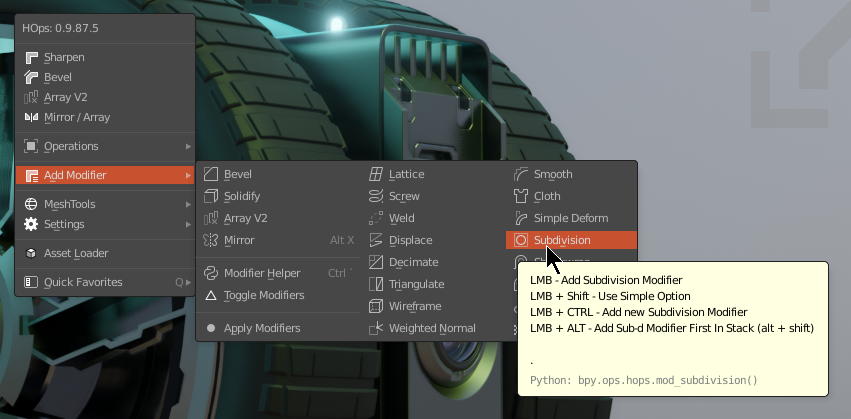 HOps: 0.9.87.5
Sharpen
Bevel
Array V2
Mirror / Array
Operations
Add Modifier
MeshTools
Settings
Asset Loader
Quick Favorites Q
Bevel
Solidify
Array V2
Mirror Alt X
Modifier Helper Ctrl `
Toggle Modifiers
Apply Modifiers
Lattice
Screw
Weld
Displace
Decimate
Triangulate
Wireframe
Weighted Normal
Smooth
Cloth
Simple Deform
Subdivision
LMB - Add Subdivision Modifier
LMB + Shift - Use Simple Option
LMB + CTRL - Add new Subdivision Modifier
LMB + ALT - Add Sub-d Modifier First In Stack (alt + shift)
.
Python: bpy.ops.hops.mod_subdivision()